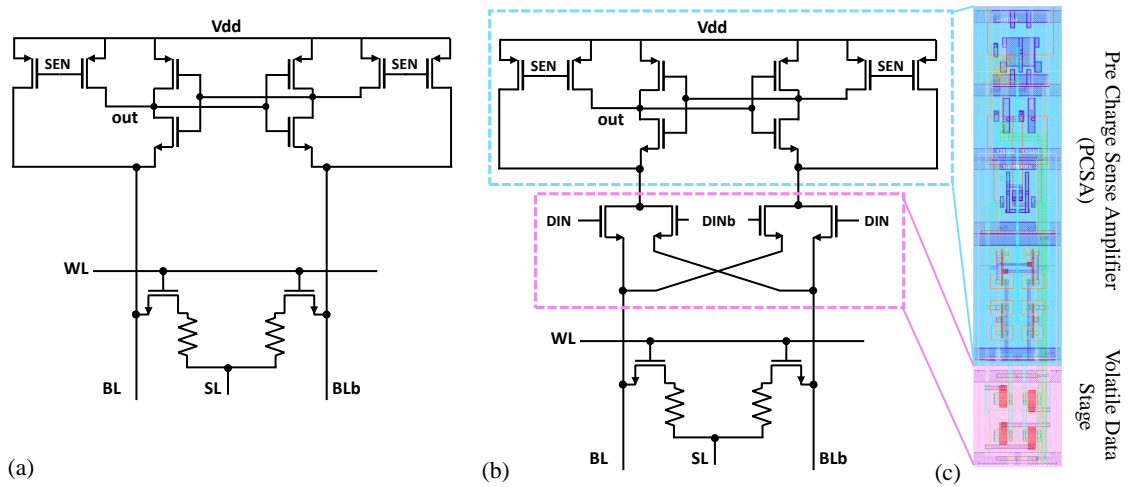 Vdd
SEN
SEN
out
WL
BL
SL
BLb
(a)
Vdd
SEN
SEN
out
DIN
DINb
DIN
WL
BL
SL
BLb
(b)
(c)
Pre Charge Sense Amplifier
(PCSA)
Volatile Data
Stage